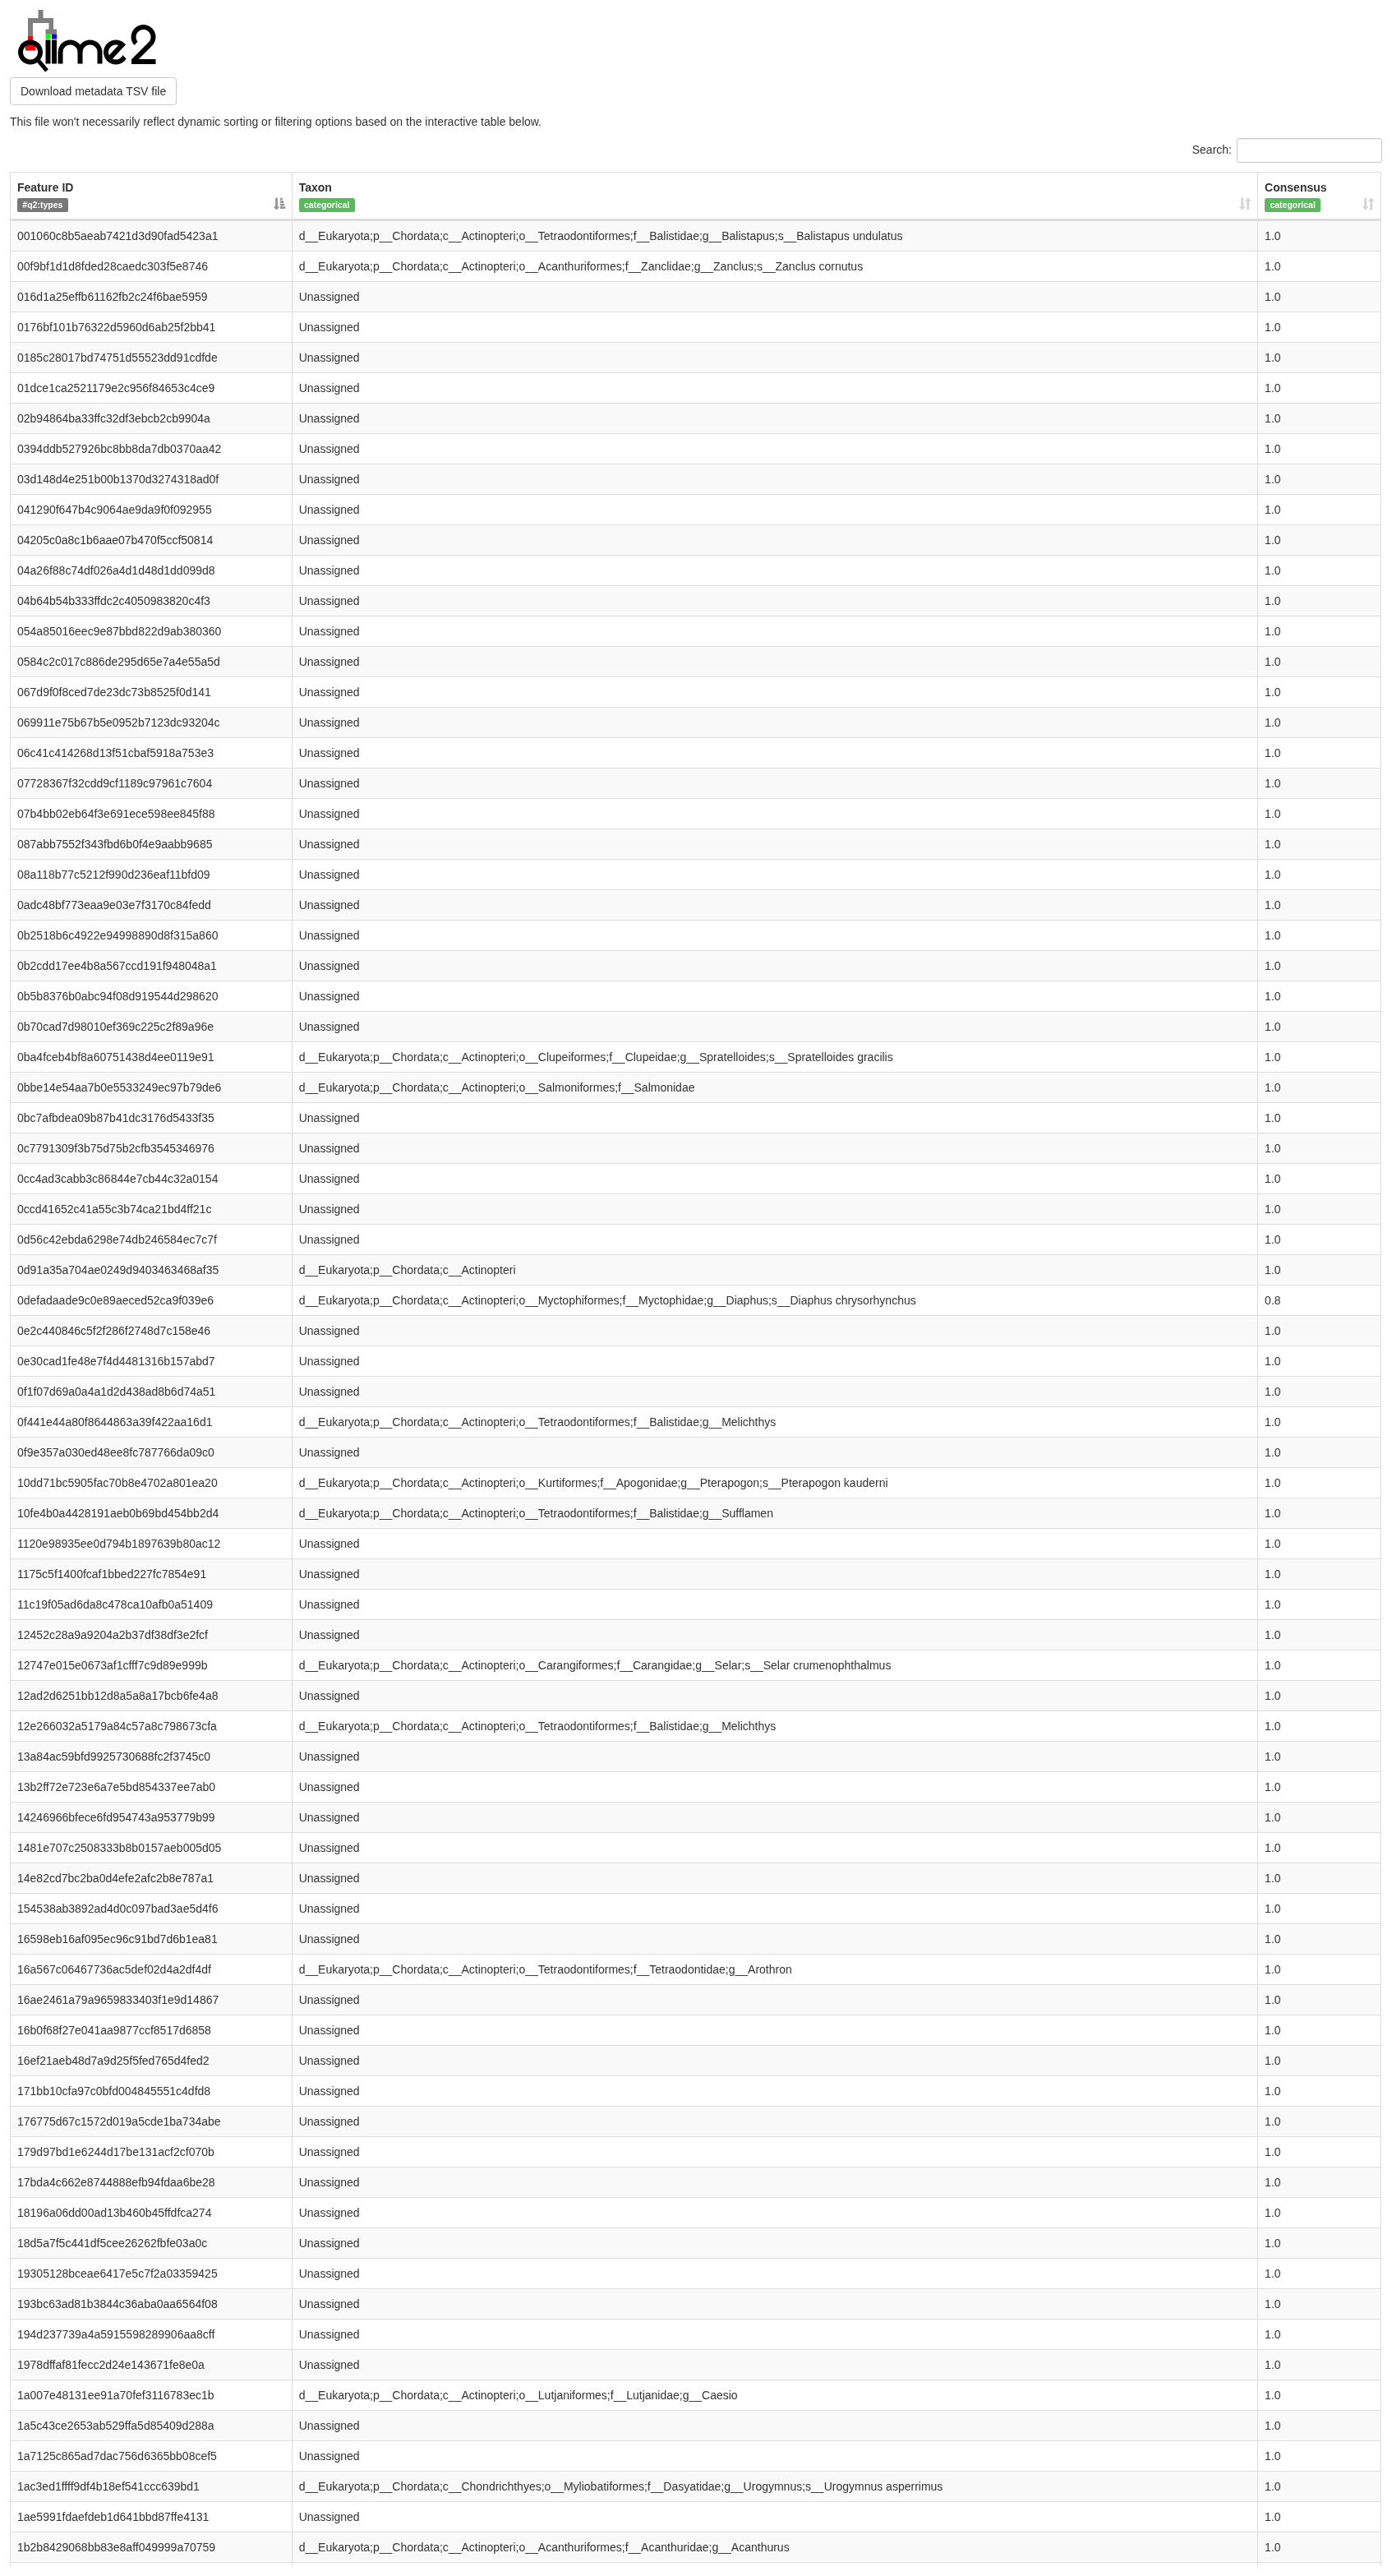 qiime2
Download metadata TSV file
This file won't necessarily reflect dynamic sorting or filtering options based on the interactive table below.
Search:
Feature ID Taxon Consensus
#q2:types categorical categorical
001060c8b5aeab7421d3d90fad5423a1 d__Eukaryota;p__Chordata;c__Actinopteri;o__Tetraodontiformes;f__Balistidae;g__Balistapus;s__Balistapus undulatus 1.0
00f9bf1d1d8fded28caedc303f5e8746 d__Eukaryota;p__Chordata;c__Actinopteri;o__Acanthuriformes;f__Zanclidae;g__Zanclus;s__Zanclus cornutus 1.0
016d1a25effb61162fb2c24f6bae5959 Unassigned 1.0
0176bf101b76322d5960d6ab25f2bb41 Unassigned 1.0
0185c28017bd74751d55523dd91cdfde Unassigned 1.0
01dce1ca2521179e2c956f84653c4ce9 Unassigned 1.0
02b94864ba33ffc32df3ebcb2cb9904a Unassigned 1.0
0394ddb527926bc8bb8da7db0370aa42 Unassigned 1.0
03d148d4e251b00b1370d3274318ad0f Unassigned 1.0
041290f647b4c9064ae9da9f0f092955 Unassigned 1.0
04205c0a8c1b6aae07b470f5ccf50814 Unassigned 1.0
04a26f88c74df026a4d1d48d1dd099d8 Unassigned 1.0
04b64b54b333ffdc2c4050983820c4f3 Unassigned 1.0
054a85016eec9e87bbd822d9ab380360 Unassigned 1.0
0584c2c017c886de295d65e7a4e55a5d Unassigned 1.0
067d9f0f8ced7de23dc73b8525f0d141 Unassigned 1.0
069911e75b67b5e0952b7123dc93204c Unassigned 1.0
06c41c414268d13f51cbaf5918a753e3 Unassigned 1.0
07728367f32cdd9cf1189c97961c7604 Unassigned 1.0
07b4bb02eb64f3e691ece598ee845f88 Unassigned 1.0
087abb7552f343fbd6b0f4e9aabb9685 Unassigned 1.0
08a118b77c5212f990d236eaf11bfd09 Unassigned 1.0
0adc48bf773eaa9e03e7f3170c84fedd Unassigned 1.0
0b2518b6c4922e94998890d8f315a860 Unassigned 1.0
0b2cdd17ee4b8a567ccd191f948048a1 Unassigned 1.0
0b5b8376b0abc94f08d919544d298620 Unassigned 1.0
0b70cad7d98010ef369c225c2f89a96e Unassigned 1.0
0ba4fceb4bf8a60751438d4ee0119e91 d__Eukaryota;p__Chordata;c__Actinopteri;o__Clupeiformes;f__Clupeidae;g__Spratelloides;s__Spratelloides gracilis 1.0
0bbe14e54aa7b0e5533249ec97b79de6 d__Eukaryota;p__Chordata;c__Actinopteri;o__Salmoniformes;f__Salmonidae 1.0
0bc7afbdea09b87b41dc3176d5433f35 Unassigned 1.0
0c7791309f3b75d75b2cfb3545346976 Unassigned 1.0
0cc4ad3cabb3c86844e7cb44c32a0154 Unassigned 1.0
0ccd41652c41a55c3b74ca21bd4ff21c Unassigned 1.0
0d56c42ebda6298e74db246584ec7c7f Unassigned 1.0
0d91a35a704ae0249d9403463468af35 d__Eukaryota;p__Chordata;c__Actinopteri 1.0
0defadaade9c0e89aeced52ca9f039e6 d__Eukaryota;p__Chordata;c__Actinopteri;o__Myctophiformes;f__Myctophidae;g__Diaphus;s__Diaphus chrysorhynchus 0.8
0e2c440846c5f2f286f2748d7c158e46 Unassigned 1.0
0e30cad1fe48e7f4d4481316b157abd7 Unassigned 1.0
0f1f07d69a0a4a1d2d438ad8b6d74a51 Unassigned 1.0
0f441e44a80f8644863a39f422aa16d1 d__Eukaryota;p__Chordata;c__Actinopteri;o__Tetraodontiformes;f__Balistidae;g__Melichthys 1.0
0f9e357a030ed48ee8fc787766da09c0 Unassigned 1.0
10dd71bc5905fac70b8e4702a801ea20 d__Eukaryota;p__Chordata;c__Actinopteri;o__Kurtiformes;f__Apogonidae;g__Pterapogon;s__Pterapogon kauderni 1.0
10fe4b0a4428191aeb0b69bd454bb2d4 d__Eukaryota;p__Chordata;c__Actinopteri;o__Tetraodontiformes;f__Balistidae;g__Sufflamen 1.0
1120e98935ee0d794b1897639b80ac12 Unassigned 1.0
1175c5f1400fcaf1bbed227fc7854e91 Unassigned 1.0
11c19f05ad6da8c478ca10afb0a51409 Unassigned 1.0
12452c28a9a9204a2b37df38df3e2fcf Unassigned 1.0
12747e015e0673af1cfff7c9d89e999b d__Eukaryota;p__Chordata;c__Actinopteri;o__Carangiformes;f__Carangidae;g__Selar;s__Selar crumenophthalmus 1.0
12ad2d6251bb12d8a5a8a17bcb6fe4a8 Unassigned 1.0
12e266032a5179a84c57a8c798673cfa d__Eukaryota;p__Chordata;c__Actinopteri;o__Tetraodontiformes;f__Balistidae;g__Melichthys 1.0
13a84ac59bfd9925730688fc2f3745c0 Unassigned 1.0
13b2ff72e723e6a7e5bd854337ee7ab0 Unassigned 1.0
14246966bfece6fd954743a953779b99 Unassigned 1.0
1481e707c2508333b8b0157aeb005d05 Unassigned 1.0
14e82cd7bc2ba0d4efe2afc2b8e787a1 Unassigned 1.0
154538ab3892ad4d0c097bad3ae5d4f6 Unassigned 1.0
16598eb16af095ec96c91bd7d6b1ea81 Unassigned 1.0
16a567c06467736ac5def02d4a2df4df d__Eukaryota;p__Chordata;c__Actinopteri;o__Tetraodontiformes;f__Tetraodontidae;g__Arothron 1.0
16ae2461a79a9659833403f1e9d14867 Unassigned 1.0
16b0f68f27e041aa9877ccf8517d6858 Unassigned 1.0
16ef21aeb48d7a9d25f5fed765d4fed2 Unassigned 1.0
171bb10cfa97c0bfd004845551c4dfd8 Unassigned 1.0
176775d67c1572d019a5cde1ba734abe Unassigned 1.0
179d97bd1e6244d17be131acf2cf070b Unassigned 1.0
17bda4c662e8744888efb94fdaa6be28 Unassigned 1.0
18196a06dd00ad13b460b45ffdfca274 Unassigned 1.0
18d5a7f5c441df5cee26262fbfe03a0c Unassigned 1.0
19305128bceae6417e5c7f2a03359425 Unassigned 1.0
193bc63ad81b3844c36aba0aa6564f08 Unassigned 1.0
194d237739a4a5915598289906aa8cff Unassigned 1.0
1978dffaf81fecc2d24e143671fe8e0a Unassigned 1.0
1a007e48131ee91a70fef3116783ec1b d__Eukaryota;p__Chordata;c__Actinopteri;o__Lutjaniformes;f__Lutjanidae;g__Caesio 1.0
1a5c43ce2653ab529ffa5d85409d288a Unassigned 1.0
1a7125c865ad7dac756d6365bb08cef5 Unassigned 1.0
1ac3ed1ffff9df4b18ef541ccc639bd1 d__Eukaryota;p__Chordata;c__Chondrichthyes;o__Myliobatiformes;f__Dasyatidae;g__Urogymnus;s__Urogymnus asperrimus 1.0
1ae5991fdaefdeb1d641bbd87ffe4131 Unassigned 1.0
1b2b8429068bb83e8aff049999a70759 d__Eukaryota;p__Chordata;c__Actinopteri;o__Acanthuriformes;f__Acanthuridae;g__Acanthurus 1.0